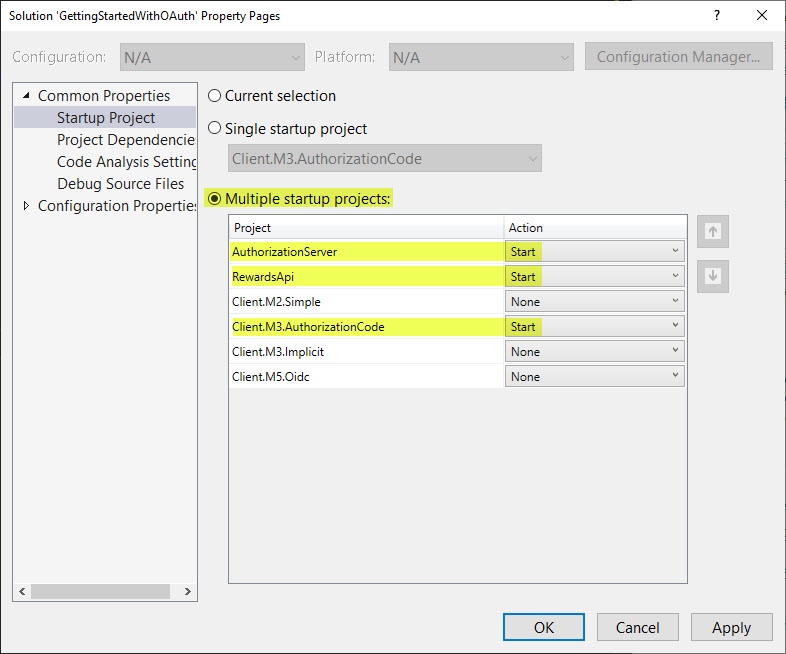 Solution 'GettingStartedWithOAuth' Property Pages
?
Configuration: N/A Platform: N/A Configuration Manager...
Common Properties
Startup Project
Project Dependencie
Code Analysis Setting
Debug Source Files
Configuration Properties
Current selection
Single startup project
Client.M3.AuthorizationCode
Multiple startup projects:
Project Action
AuthorizationServer Start
RewardsApi Start
Client.M2.Simple None
Client.M3.AuthorizationCode Start
Client.M3.Implicit None
Client.M5.Oidc None
OK Cancel Apply